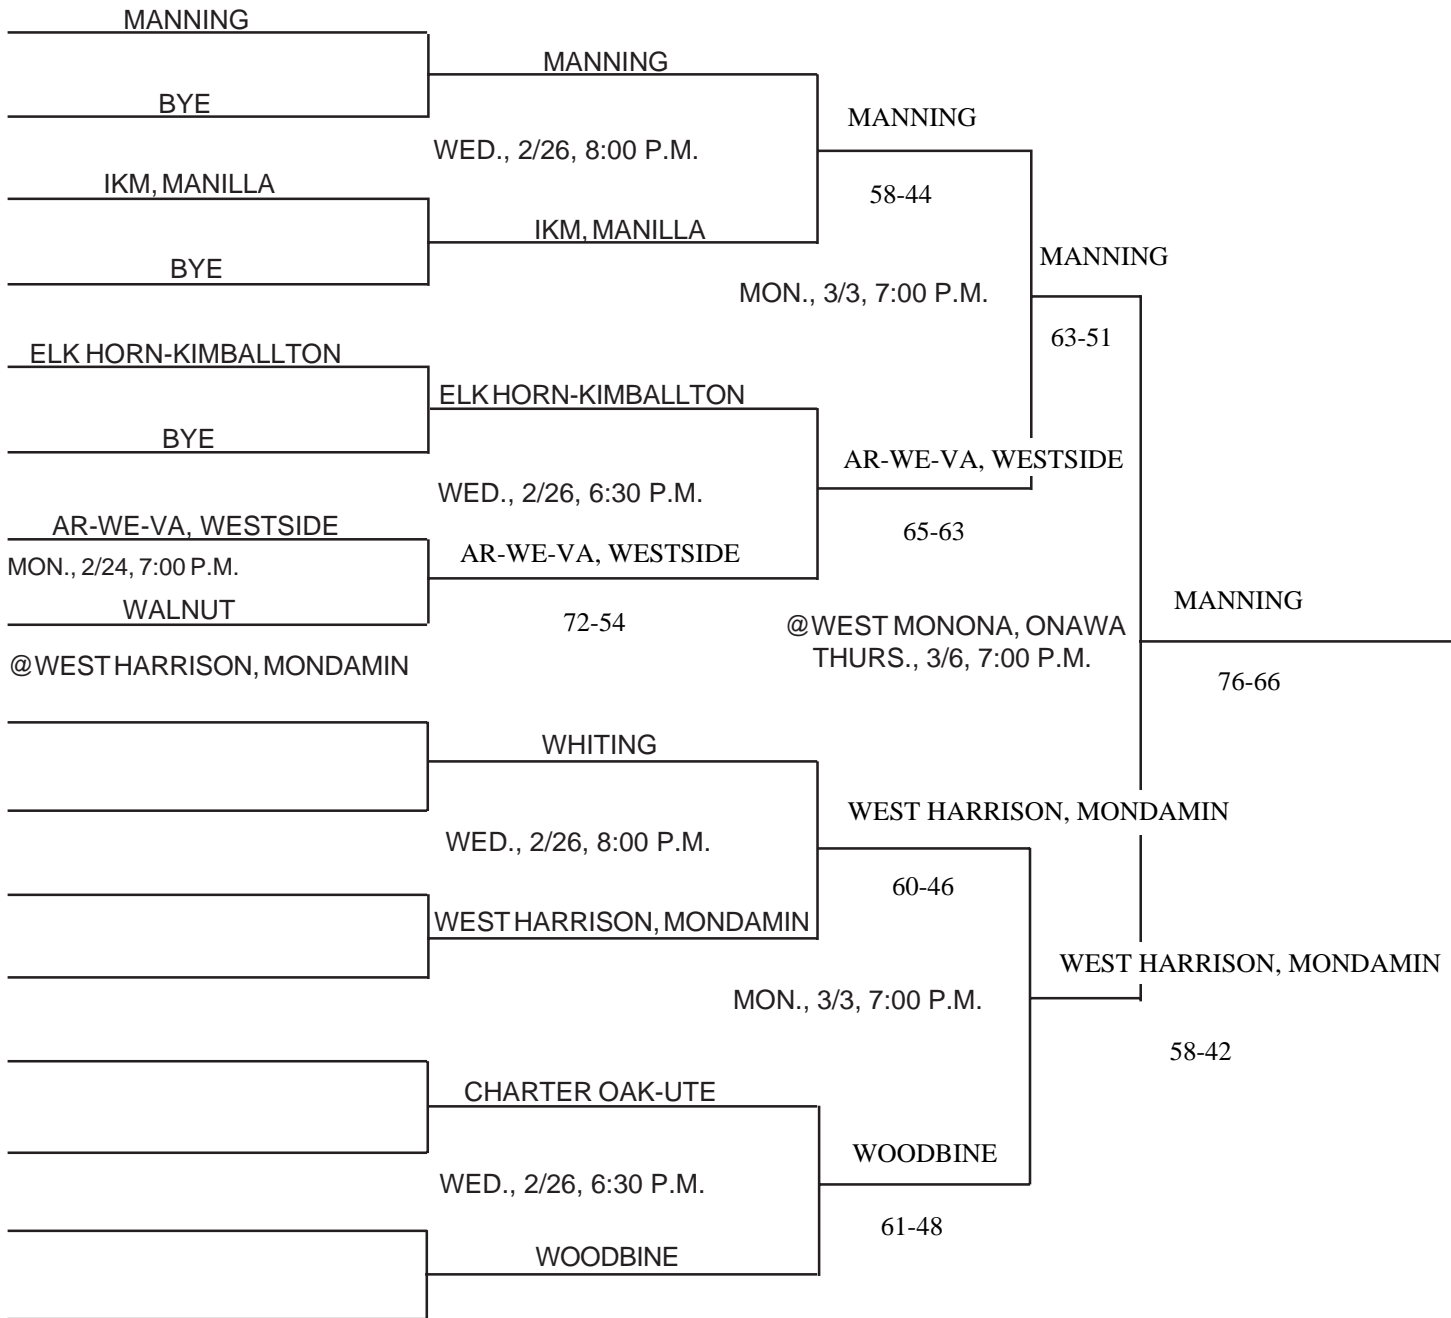 MANNING
MANNING
BYE
MANNING
WED., 2/26, 8:00 P.M.
IKM, MANILLA
58-44
IKM, MANILLA
MANNING
BYE
MON., 3/3, 7:00 P.M.
63-51
ELK HORN-KIMBALLTON
ELK HORN-KIMBALLTON
BYE
AR-WE-VA, WESTSIDE
WED., 2/26, 6:30 P.M.
AR-WE-VA, WESTSIDE
65-63
AR-WE-VA, WESTSIDE
MON., 2/24, 7:00 P.M.
MANNING
WALNUT
72-54
@WEST MONONA, ONAWA
THURS., 3/6, 7:00 P.M.
@WEST HARRISON, MONDAMIN
76-66
WHITING
WEST HARRISON, MONDAMIN
WED., 2/26, 8:00 P.M.
60-46
WEST HARRISON, MONDAMIN
WEST HARRISON, MONDAMIN
MON., 3/3, 7:00 P.M.
58-42
CHARTER OAK-UTE
WOODBINE
WED., 2/26, 6:30 P.M.
61-48
WOODBINE